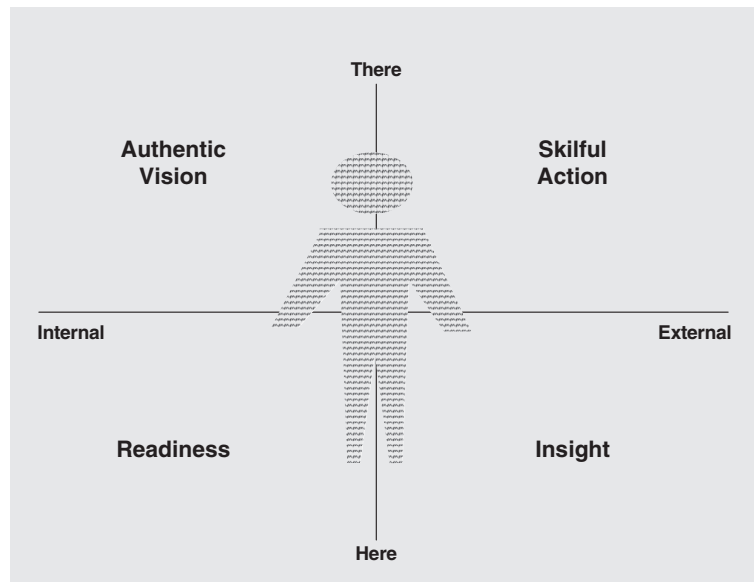 There
Authentic
Vision
Skilful
Action
Internal
External
Readiness
Insight
Here